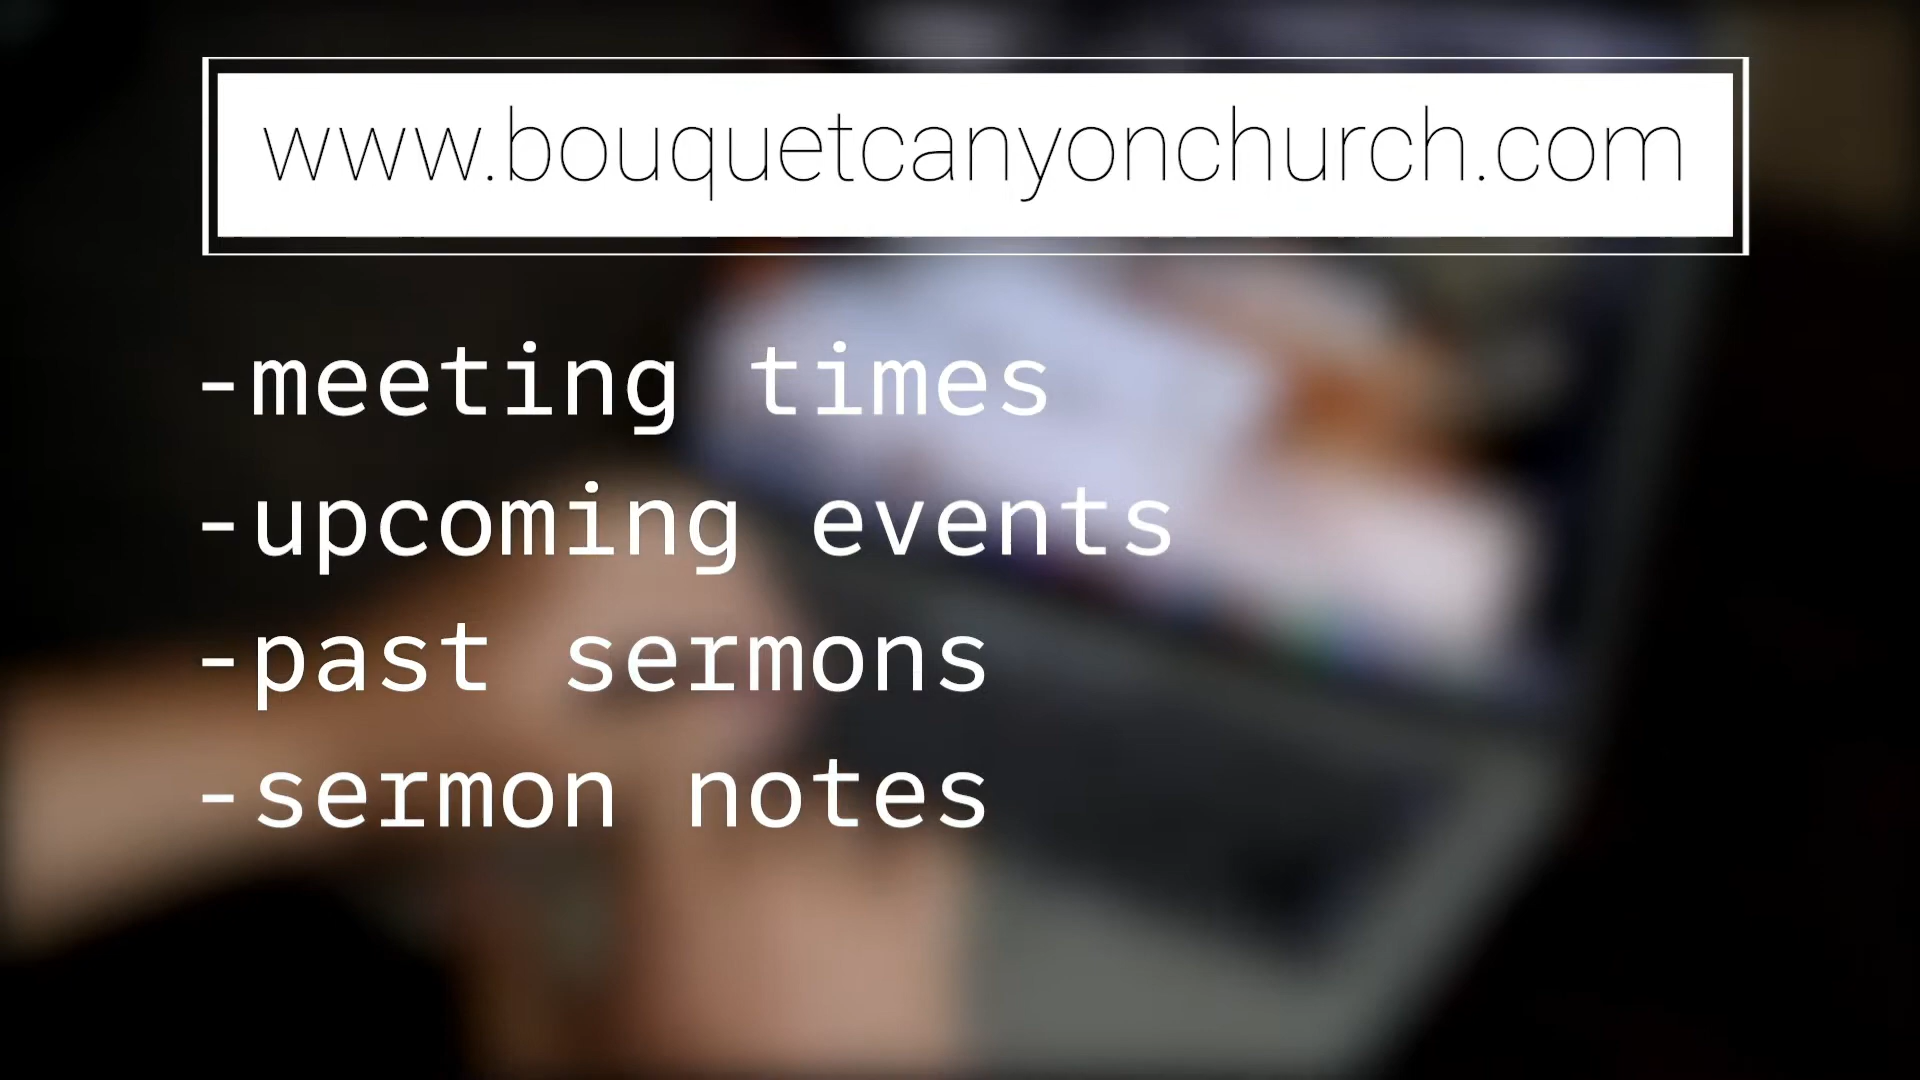 www.bouquetcanyonchurch.com
-meeting times
-upcoming events
-past sermons
-sermon notes